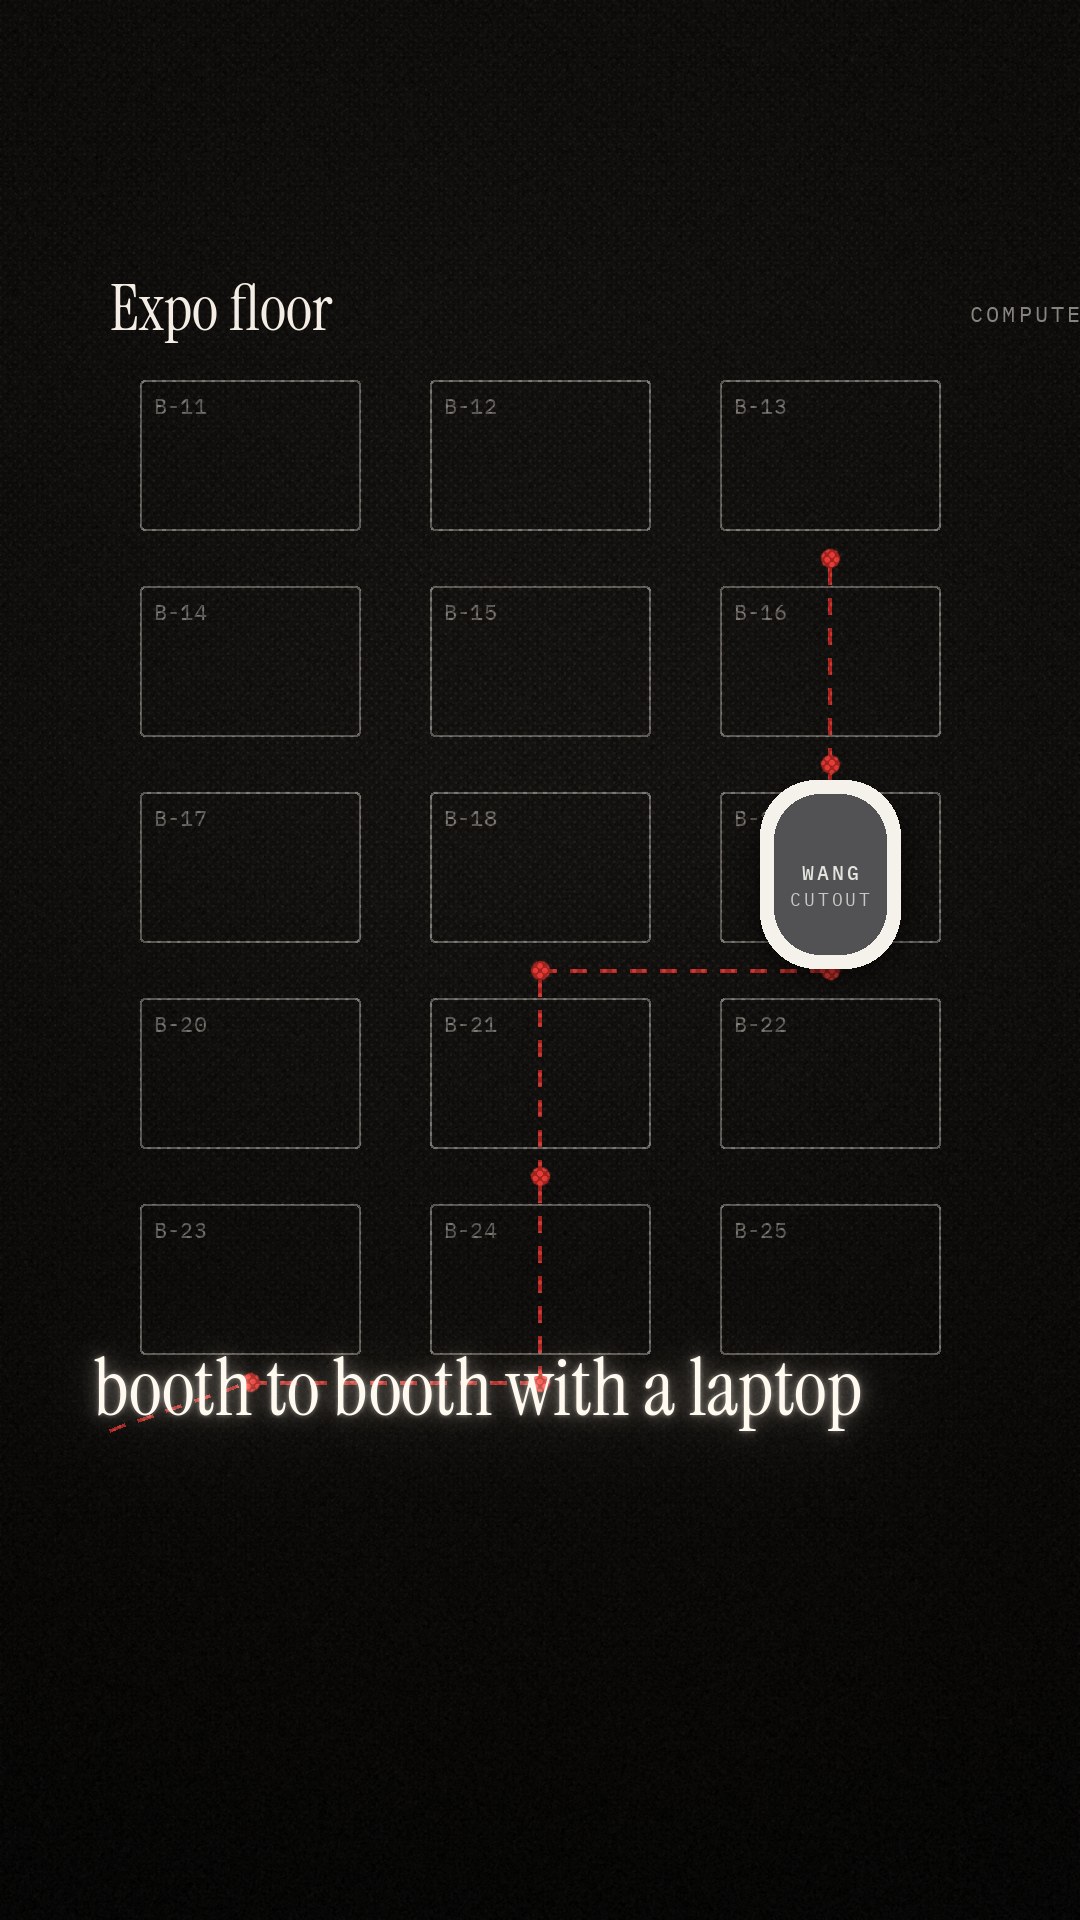 Expo floor
COMPUTE
B-11 B-12 B-13
B-14 B-15 B-16
B-17 B-18 B-
WANG
CUTOUT
B-20 B-21 B-22
B-23 B-24 B-25
booth to booth with a laptop